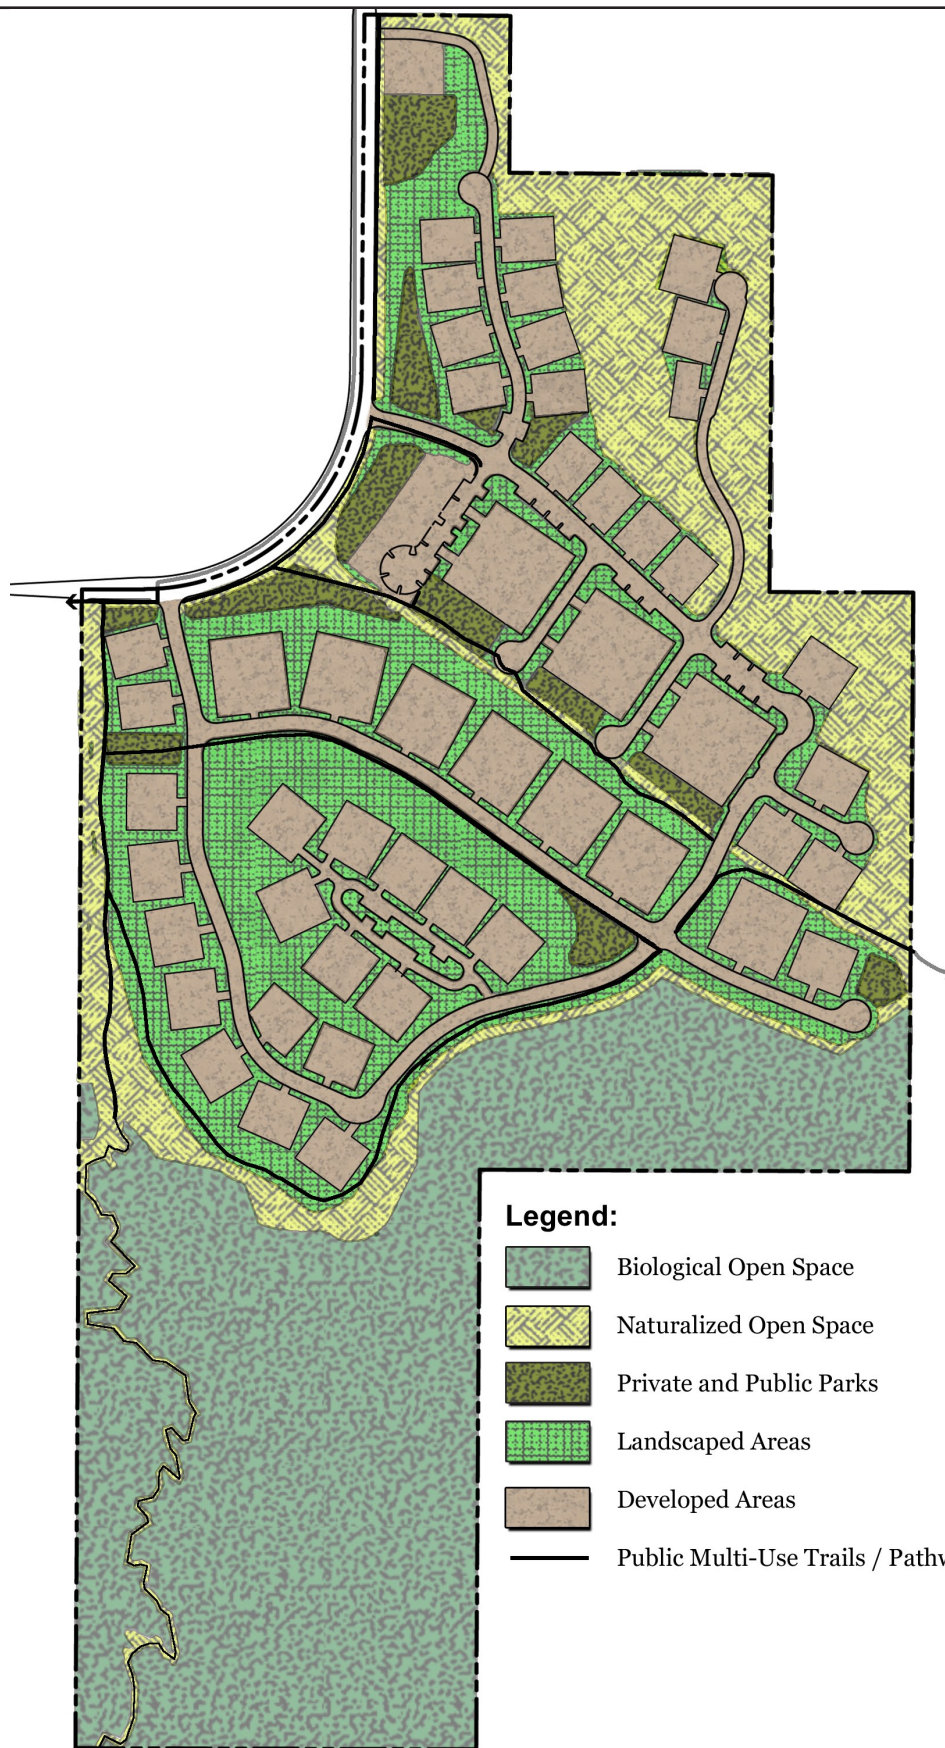 Legend:
Biological Open Space
Naturalized Open Space
Private and Public Parks
Landscaped Areas
Developed Areas
Public Multi-Use Trails / Pathw